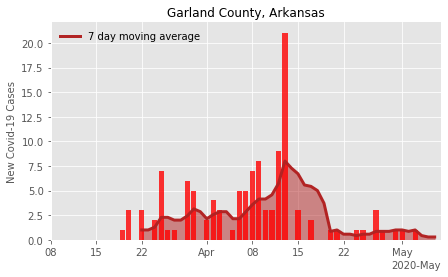 Garland County, Arkansas
7 day moving average
New Covid-19 Cases
20.0
17.5
15.0
12.5
10.0
7.5
5.0
2.5
0.0
08
15
22
Apr
08
15
22
May
2020-May